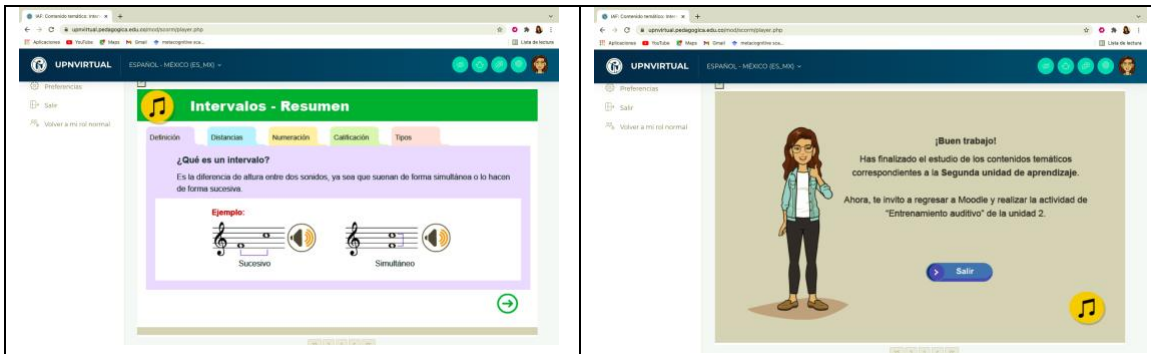 IAF: Contenido temático: Interv
upnvirtual.pedagogica.edu.co/mod/scorm/player.php
Aplicaciones YouTube Maps Gmail metacognitive sca... Lista de lectura
UPNVIRTUAL ESPAÑOL - MÉXICO (ES_MX)
Preferencias
Salir
Volver a mi rol normal
Intervalos - Resumen
Definición Distancias Numeración Calificación Tipos
¿Qué es un intervalo?
Es la diferencia de altura entre dos sonidos, ya sea que suenan de forma simultánea o lo hacen
de forma sucesiva.
Ejemplo:
Sucesivo Simultáneo
IAF: Contenido temático: Interv
upnvirtual.pedagogica.edu.co/mod/scorm/player.php
Aplicaciones YouTube Maps Gmail metacognitive sca... Lista de lectura
UPNVIRTUAL ESPAÑOL - MÉXICO (ES_MX)
Preferencias
Salir
Volver a mi rol normal
¡Buen trabajo!
Has finalizado el estudio de los contenidos temáticos
correspondientes a la Segunda unidad de aprendizaje.
Ahora, te invito a regresar a Moodle y realizar la actividad de
"Entrenamiento auditivo" de la unidad 2.
Salir